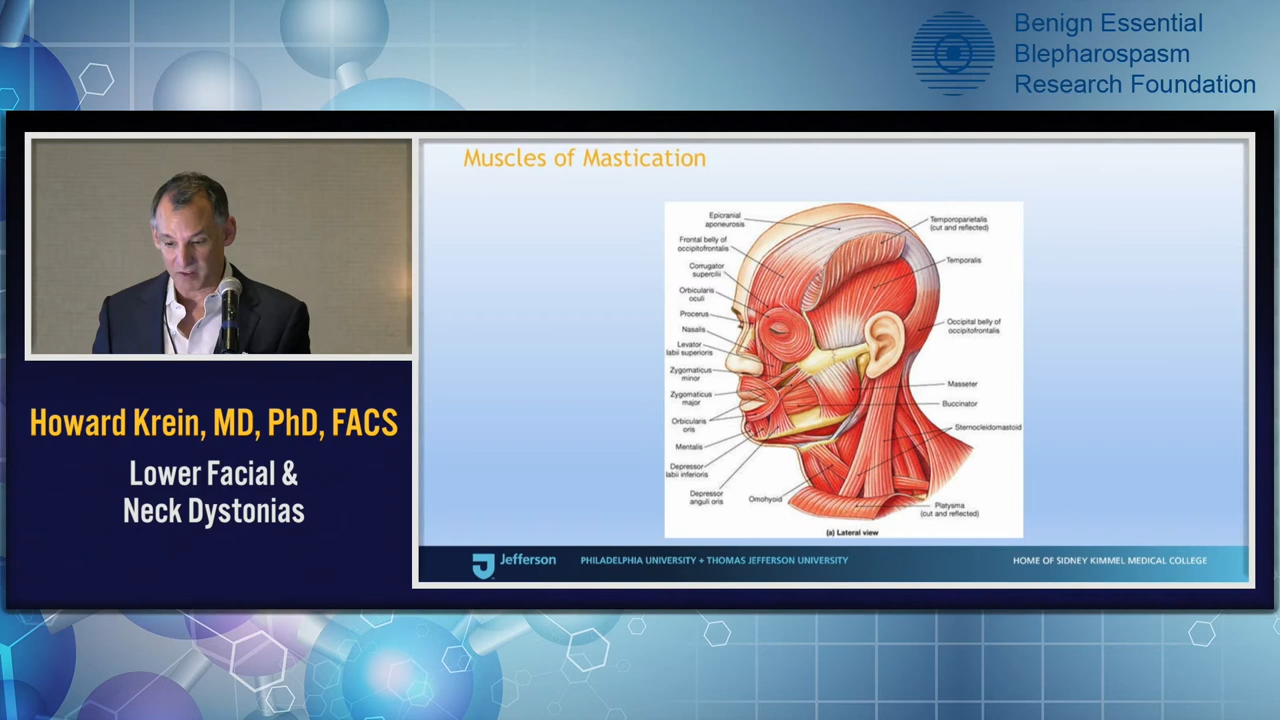 Benign Essential
Blepharospasm
Research Foundation
Muscles of Mastication
Epicranial
aponeurosis
Frontal belly of
occipitofrontalis
Corrugator
supercilii
Orbicularis
oculi
Procerus
Nasalis
Levator
labii superioris
Zygomaticus
minor
Zygomaticus
major
Orbicularis
oris
Mentalis
Depressor
labii inferioris
Depressor
anguli oris
Omohyoid
Temporoparietalis
(cut and reflected)
Temporalis
Occipital belly of
occipitofrontalis
Masseter
Buccinator
Sternocleidomastoid
Platysma
(cut and reflected)
(a) Lateral view
Howard Krein, MD, PhD, FACS
Lower Facial &
Neck Dystonias
Jefferson
PHILADELPHIA UNIVERSITY + THOMAS JEFFERSON UNIVERSITY
HOME OF SIDNEY KIMMEL MEDICAL COLLEGE